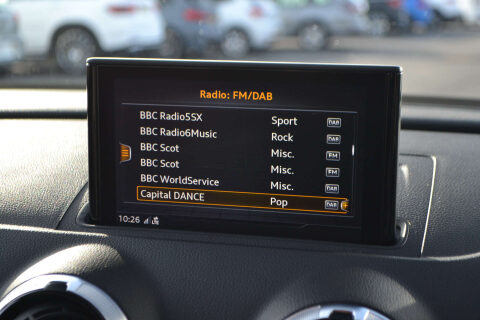 Radio: FM/DAB
BBC Radio5SX Sport DAB
BBC Radio6Music Rock DAB
BBC Scot Misc. FM
BBC Scot Misc. FM
BBC WorldService Misc. DAB
Capital DANCE Pop DAB
10:26 LTE